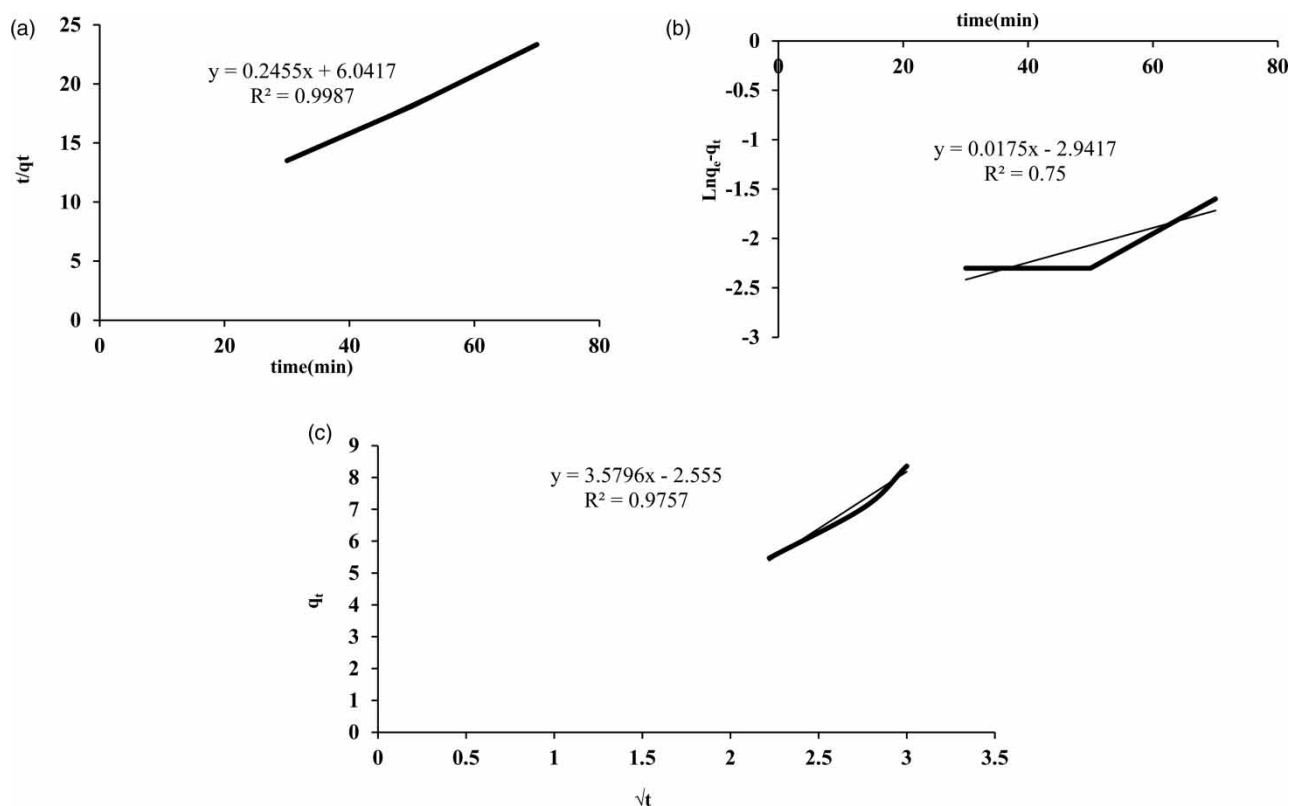 (a)
25
20
15
10
5
0
t/qt
y = 0.2455x + 6.0417
R² = 0.9987
0 20 40 60 80
time(min)
(b)
time(min)
0 20 40 60 80
0
-0.5
-1
-1.5
-2
-2.5
-3
Lnqₑ-qₜ
y = 0.0175x - 2.9417
R² = 0.75
(c)
9
8
7
6
5
4
3
2
1
0
qₜ
y = 3.5796x - 2.555
R² = 0.9757
0 0.5 1 1.5 2 2.5 3 3.5
√t